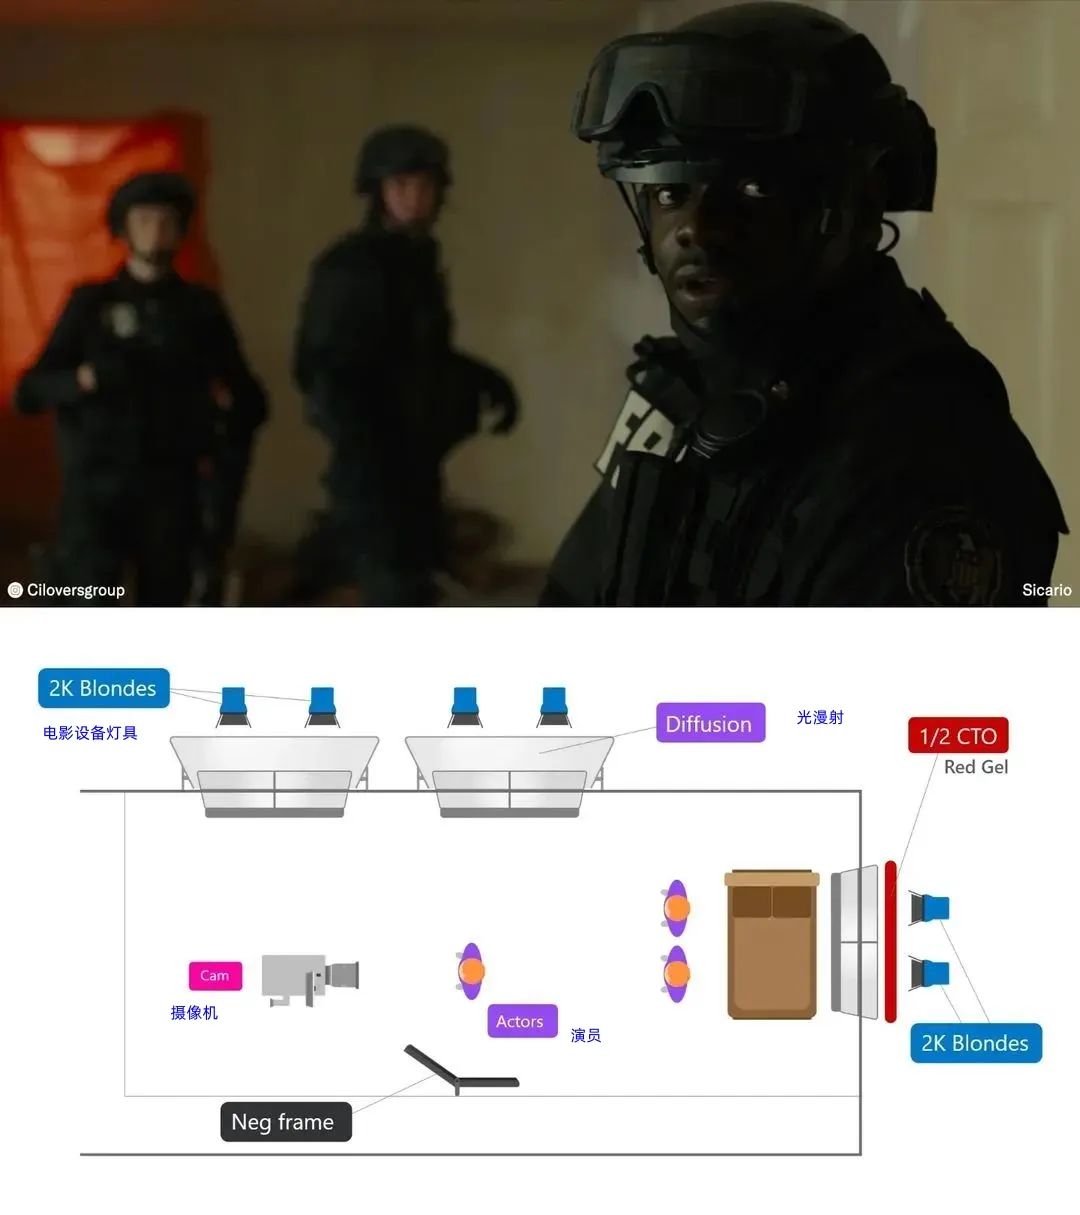 Ciloversgroup
Sicario
2K Blondes
电影设备灯具
Diffusion
光漫射
1/2 CTO
Red Gel
Cam
摄像机
Actors
演员
2K Blondes
Neg frame